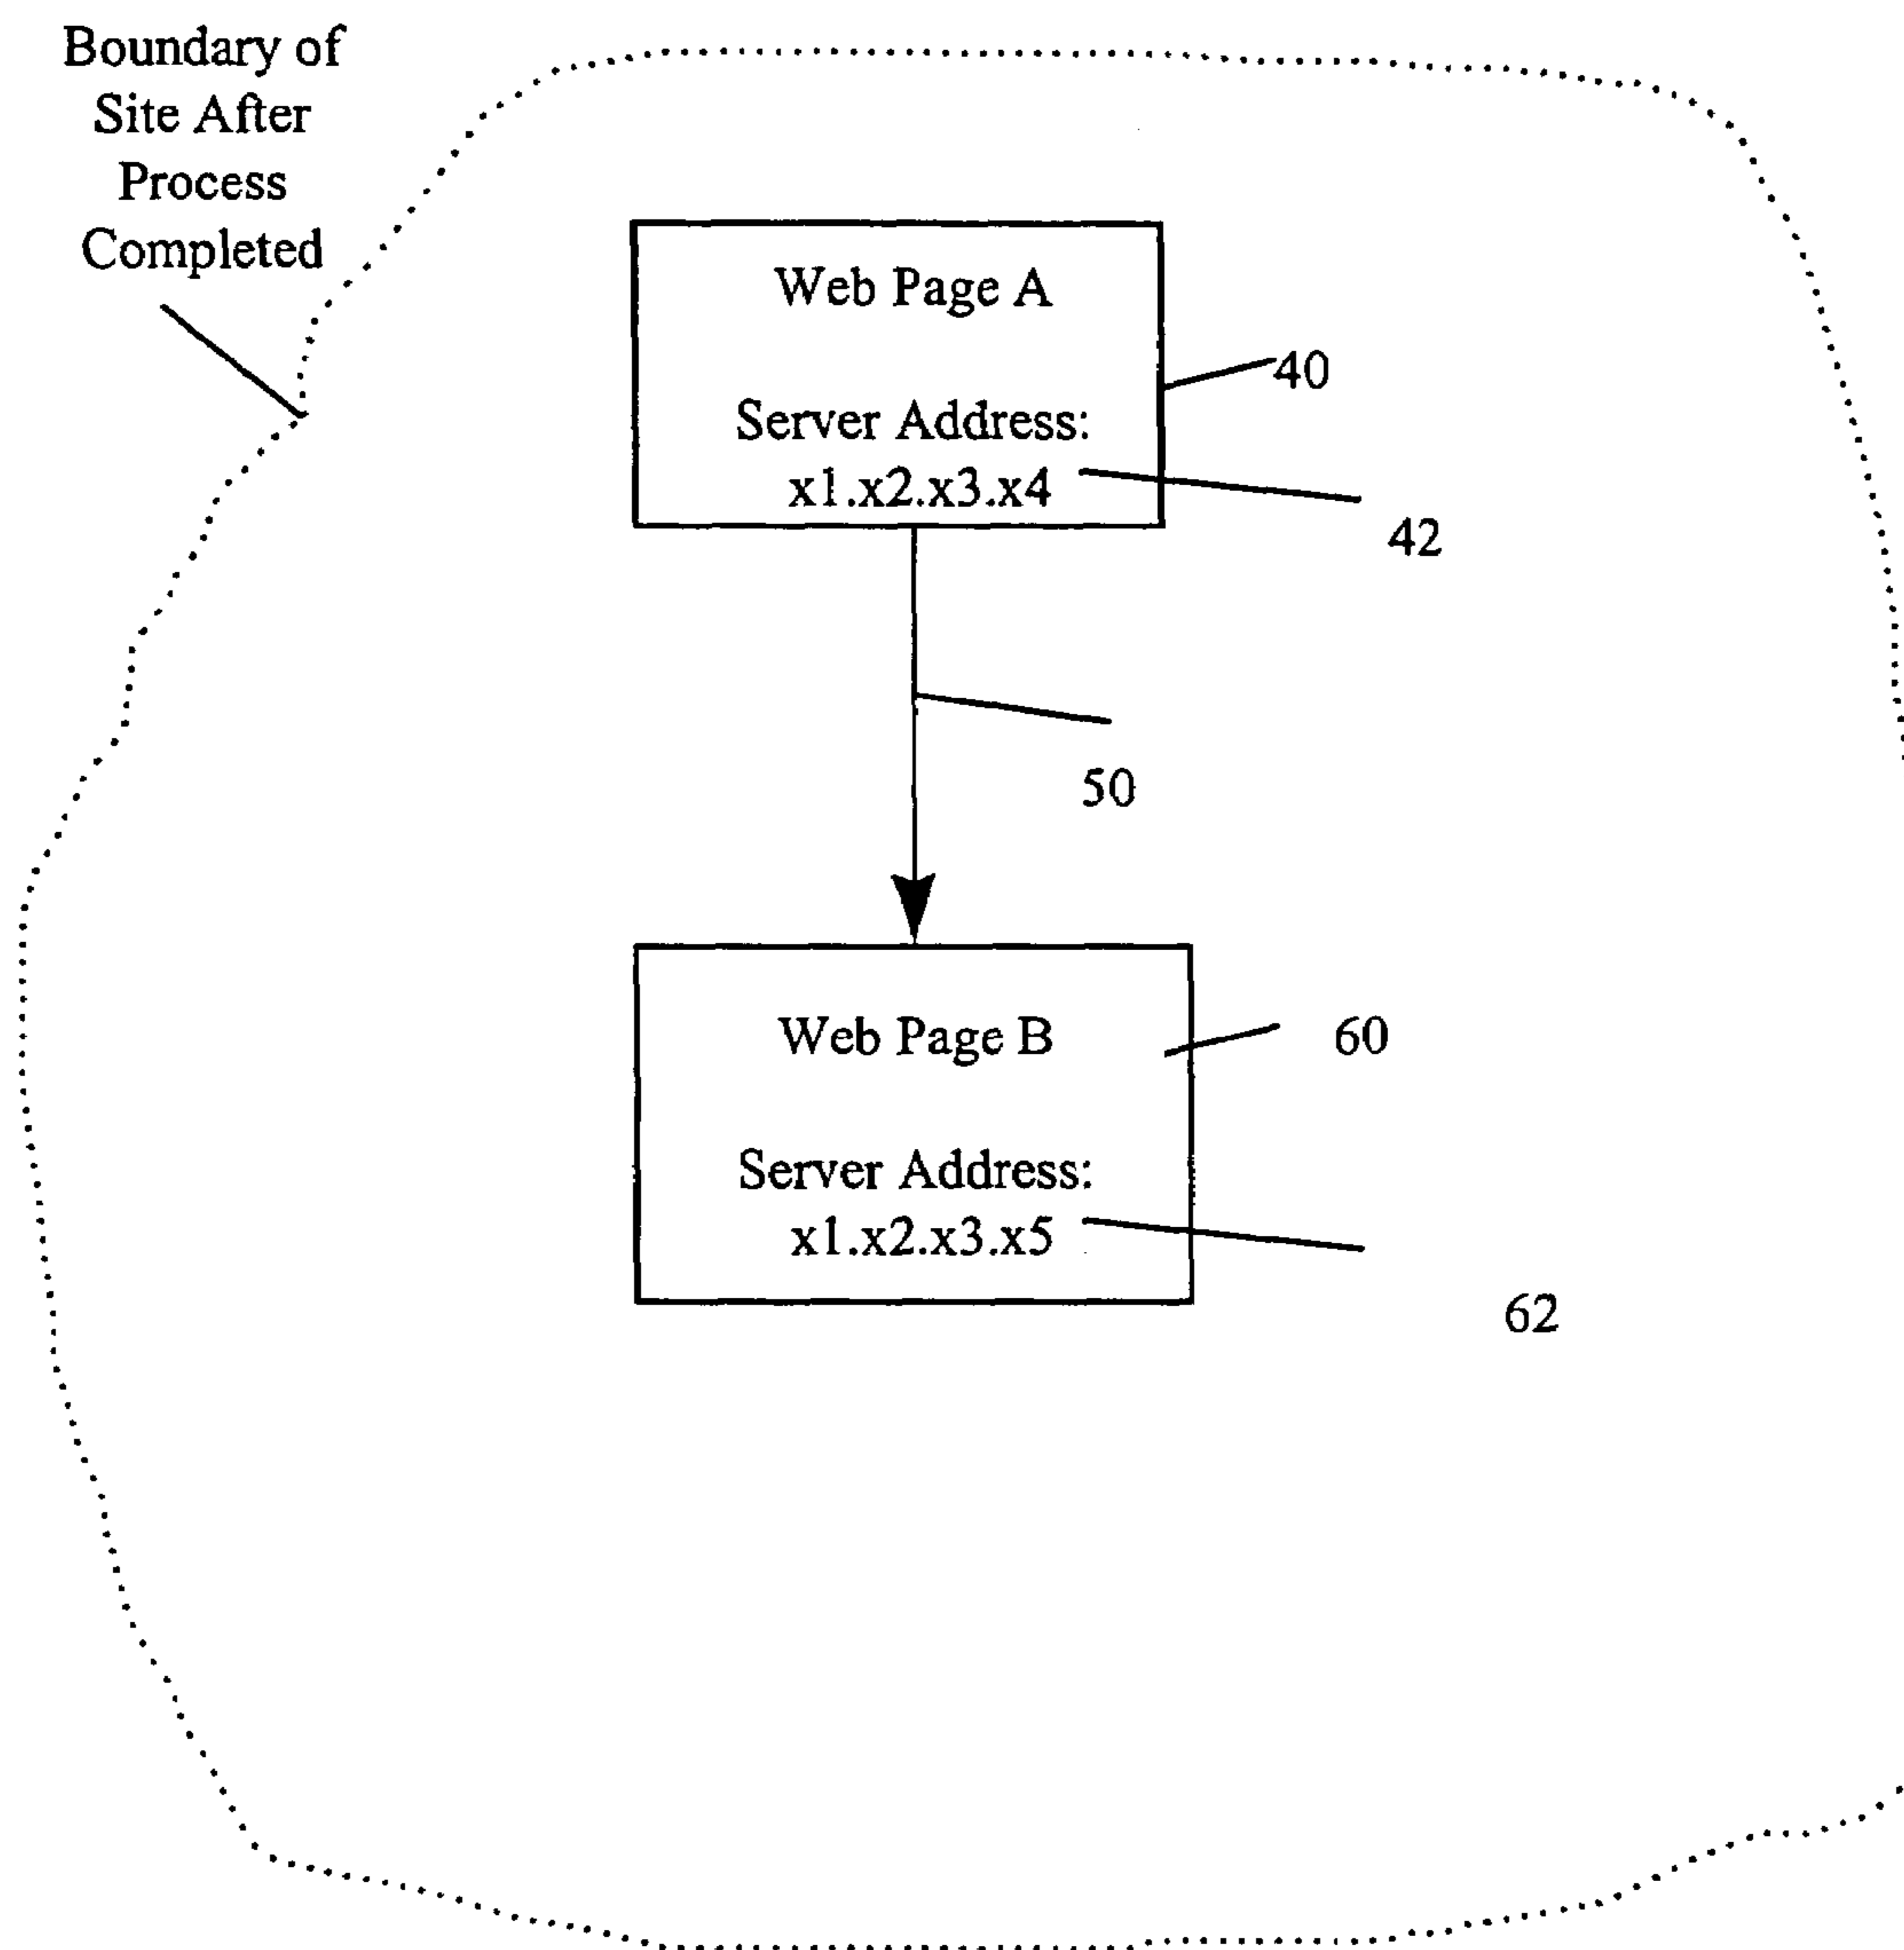 Boundary of
Site After
Process
Completed
Web Page A
40
Server Address:
x1.x2.x3.x4
42
50
Web Page B
60
Server Address:
x1.x2.x3.x5
62